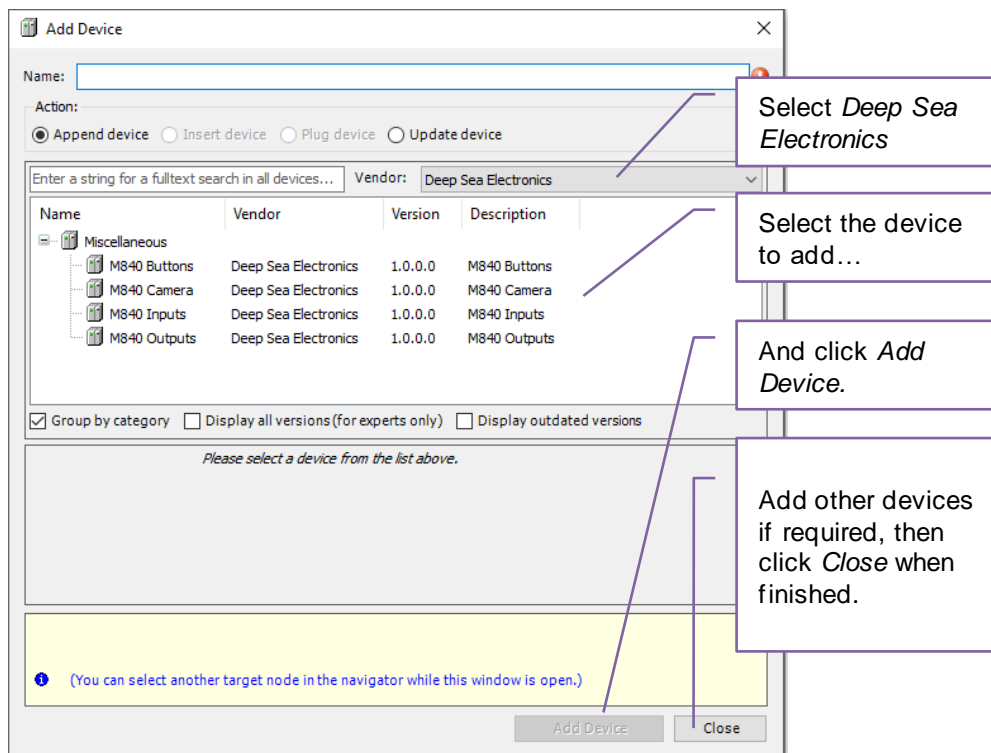 Add Device
Name:
Action:
Append device Insert device Plug device Update device
Enter a string for a fulltext search in all devices... Vendor: Deep Sea Electronics
Name Vendor Version Description
Miscellaneous
M840 Buttons Deep Sea Electronics 1.0.0.0 M840 Buttons
M840 Camera Deep Sea Electronics 1.0.0.0 M840 Camera
M840 Inputs Deep Sea Electronics 1.0.0.0 M840 Inputs
M840 Outputs Deep Sea Electronics 1.0.0.0 M840 Outputs
Group by category Display all versions (for experts only) Display outdated versions
Please select a device from the list above.
(You can select another target node in the navigator while this window is open.)
Add Device Close
Select Deep Sea
Electronics
Select the device
to add...
And click Add
Device.
Add other devices
if required, then
click Close when
finished.